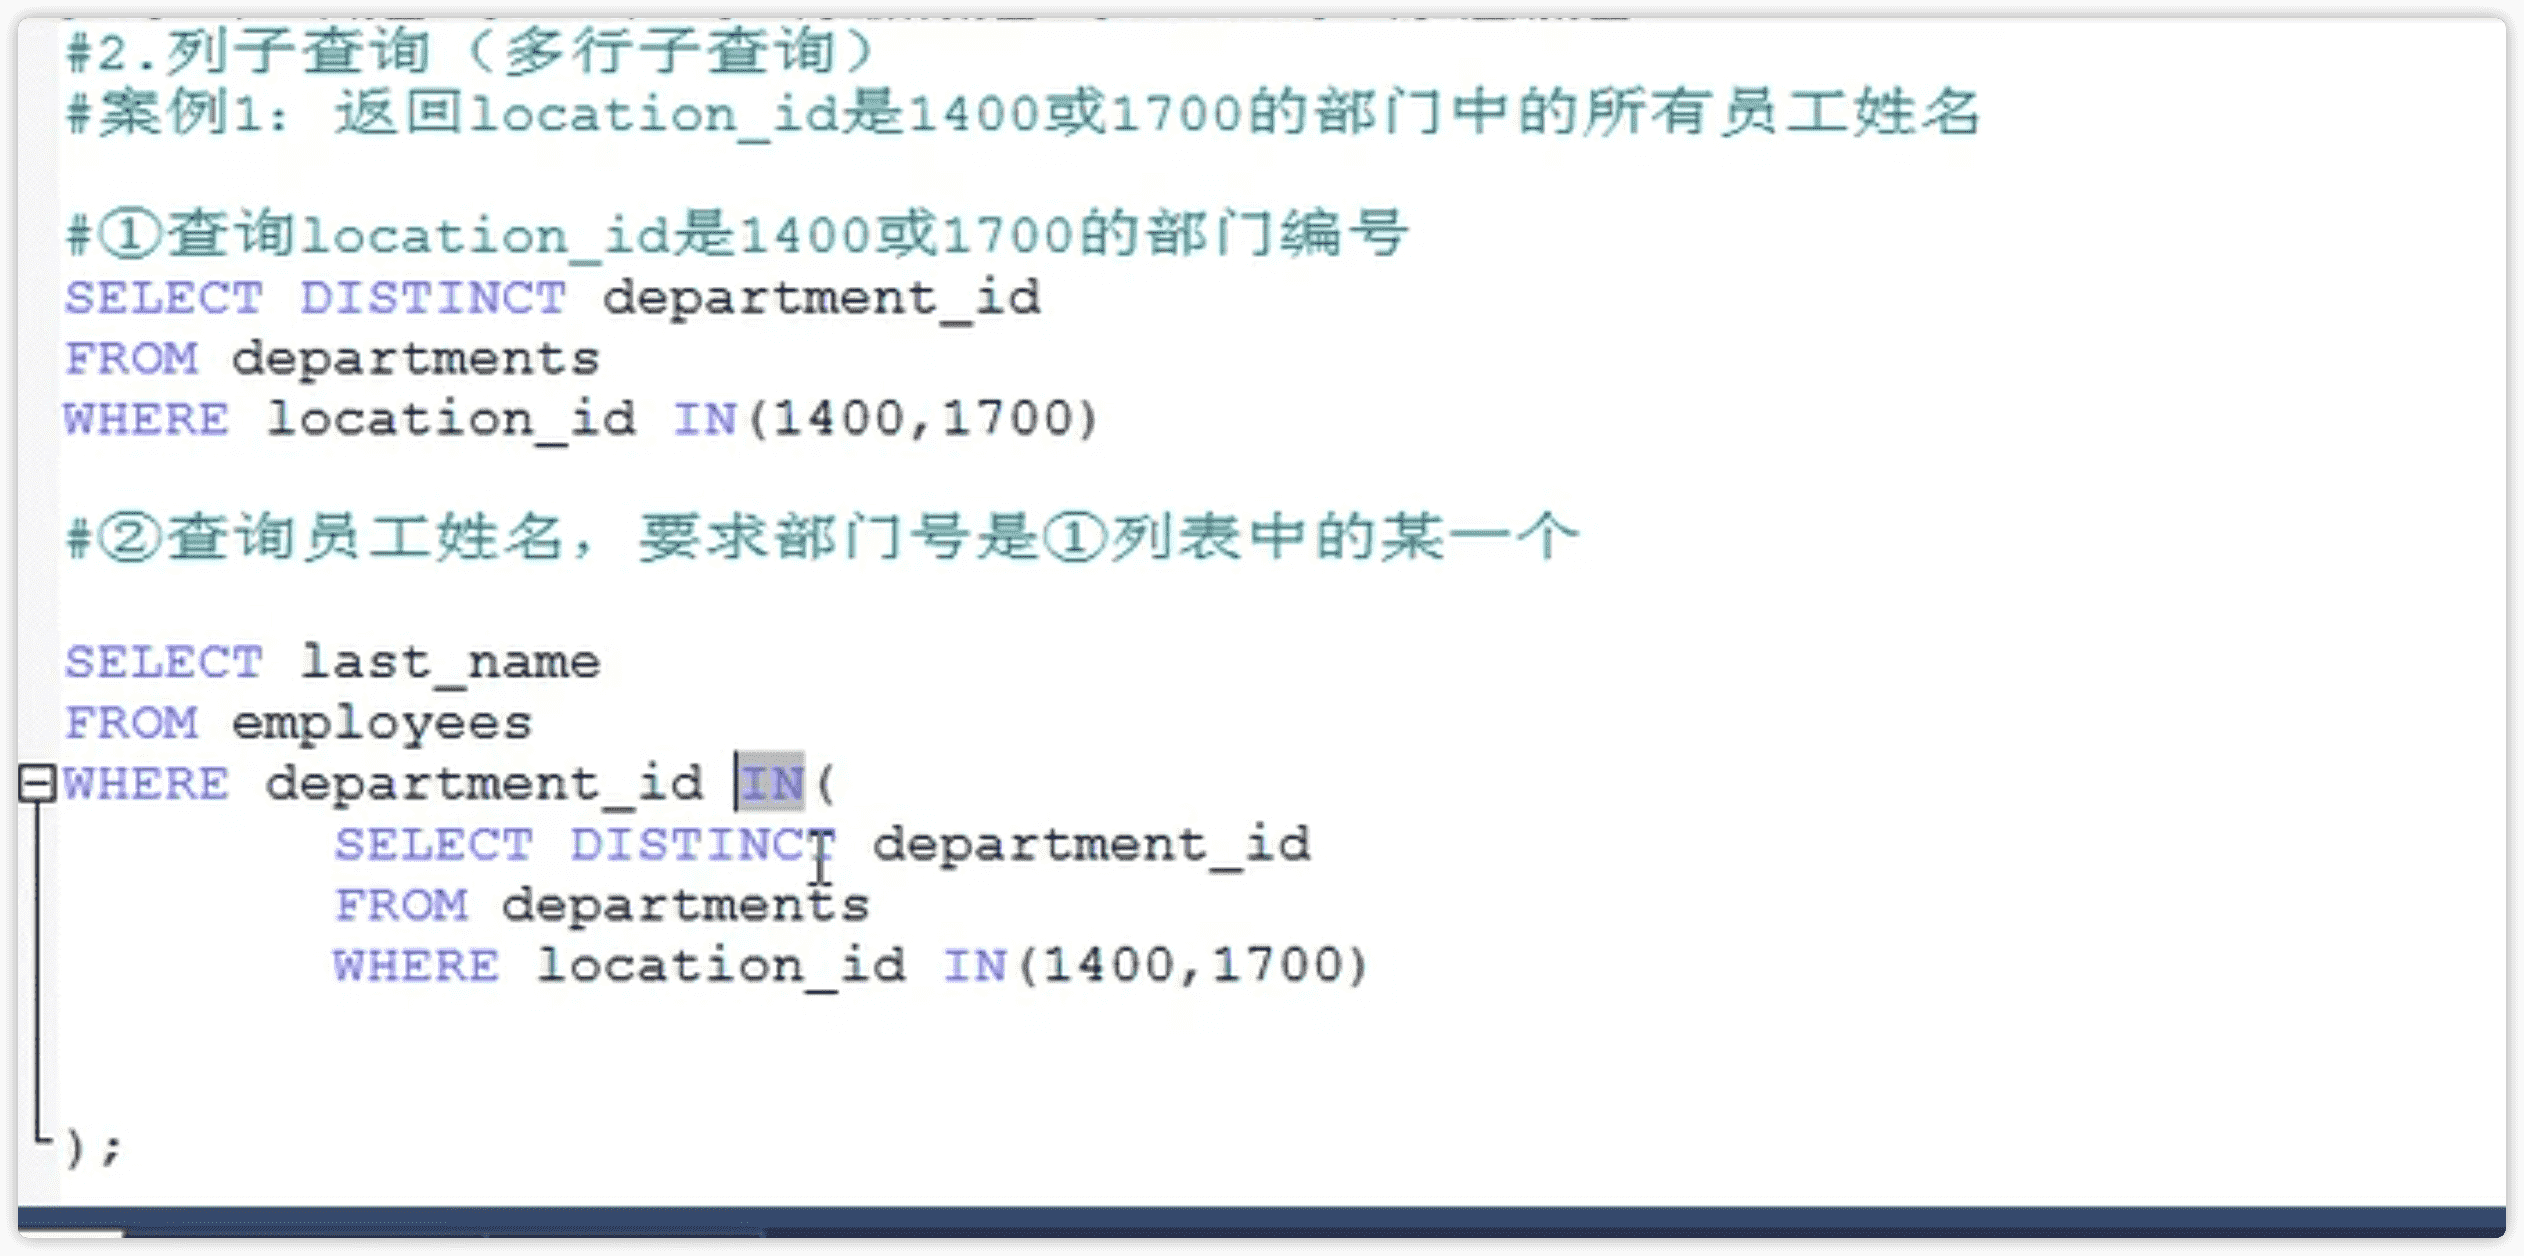 #2.列子查询（多行子查询）
#案例1：返回location_id是1400或1700的部门中的所有员工姓名
#①查询location_id是1400或1700的部门编号
SELECT DISTINCT department_id
FROM departments
WHERE location_id IN(1400,1700)
#②查询员工姓名，要求部门号是①列表中的某一个
SELECT last_name
FROM employees
WHERE department_id IN(
SELECT DISTINCT department_id
FROM departments
WHERE location_id IN(1400,1700)
);